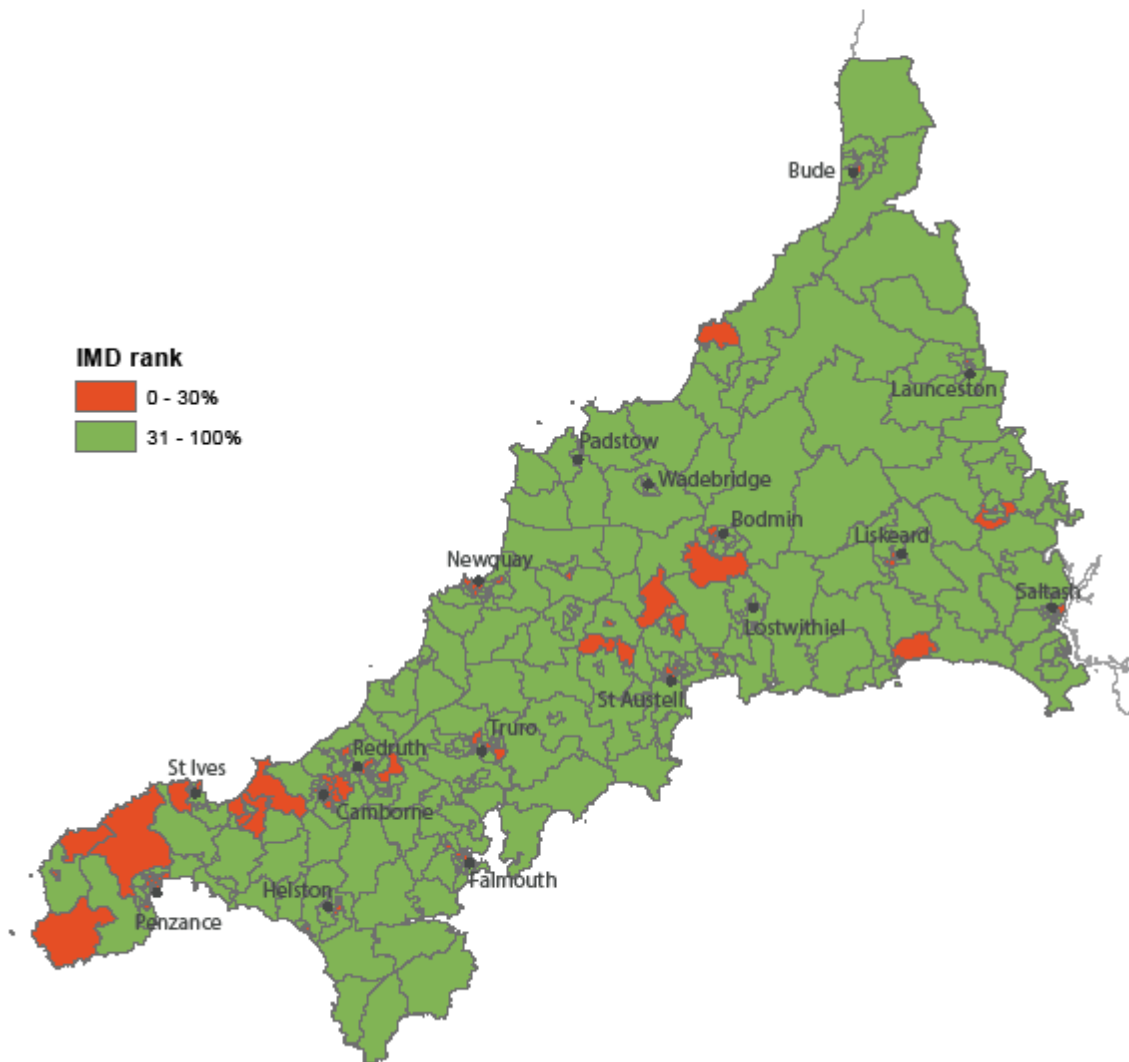 Bude
IMD rank
0 - 30%
31 - 100%
Launceston
Padstow
Wadebridge
Bodmin
Liskeard
Newquay
Saltash
Lostwithiel
St Austell
Truro
Redruth
St Ives
Camborne
Falmouth
Helston
Penzance